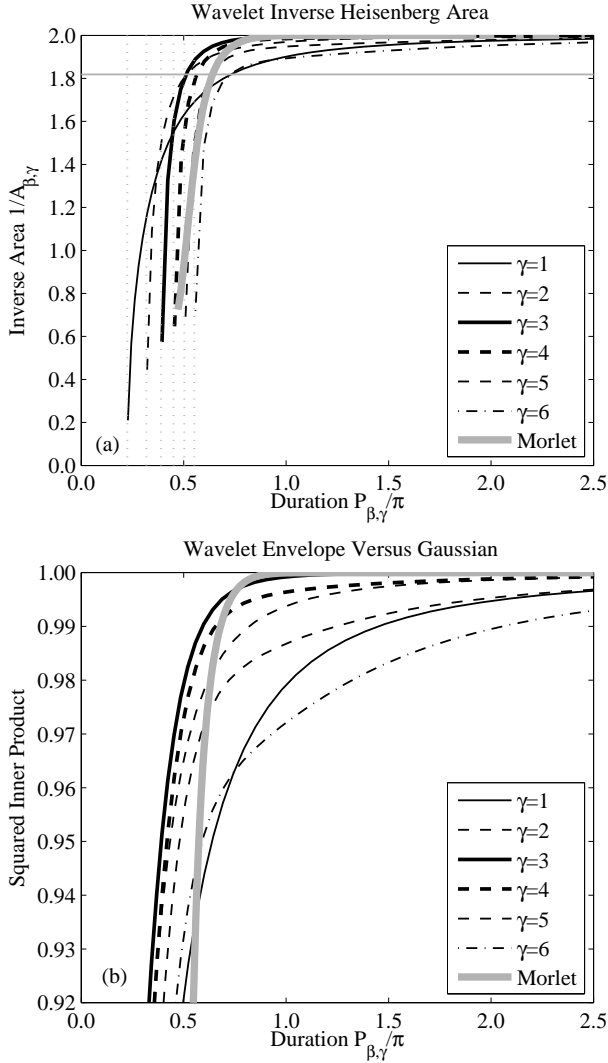 Wavelet Inverse Heisenberg Area
Inverse Area 1/A_{β,γ}
2.0
1.8
1.6
1.4
1.2
1.0
0.8
0.6
0.4
0.2
0.0
(a)
γ=1
γ=2
γ=3
γ=4
γ=5
γ=6
Morlet
0.0 0.5 1.0 1.5 2.0 2.5
Duration P_{β,γ}/π
Wavelet Envelope Versus Gaussian
Squared Inner Product
1.00
0.99
0.98
0.97
0.96
0.95
0.94
0.93
0.92
(b)
γ=1
γ=2
γ=3
γ=4
γ=5
γ=6
Morlet
0.0 0.5 1.0 1.5 2.0 2.5
Duration P_{β,γ}/π